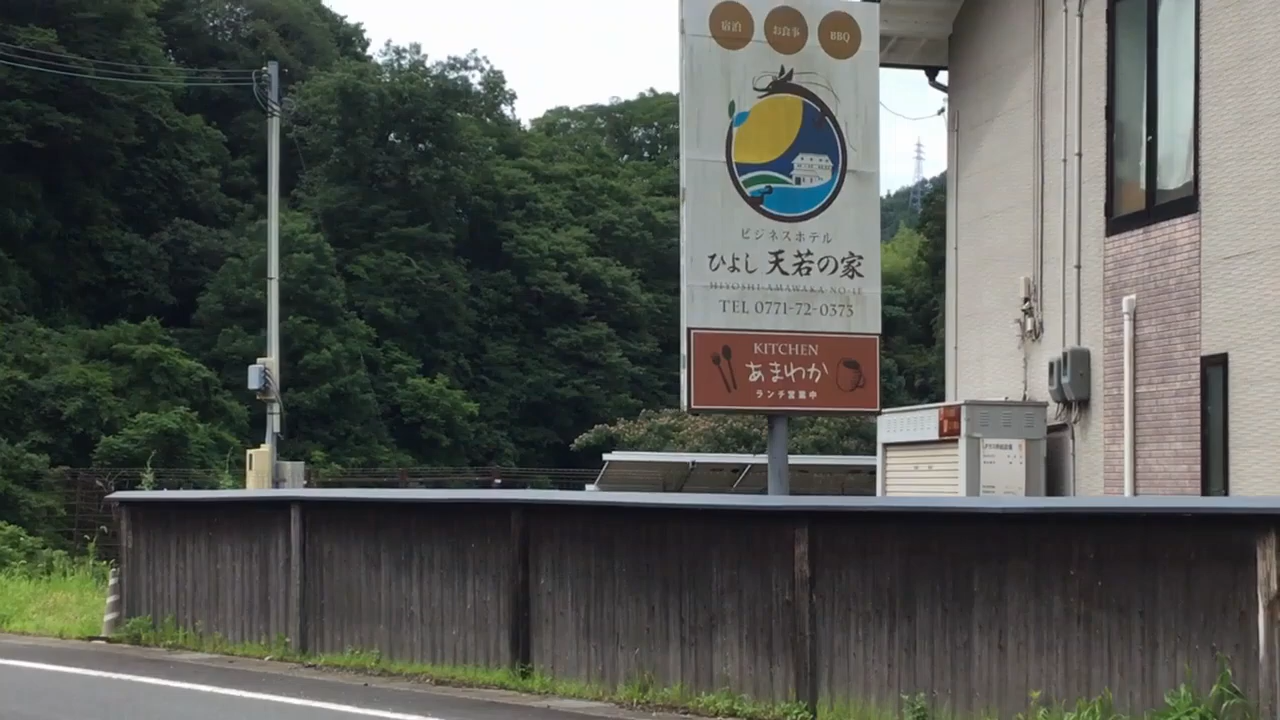 宿泊
お食事
BBQ
ビジネスホテル
ひよし 天若の家
HIYOSHI-AMAWAKA-NO-IE
TEL 0771-72-0373
KITCHEN
あまわか
ランチ営業中